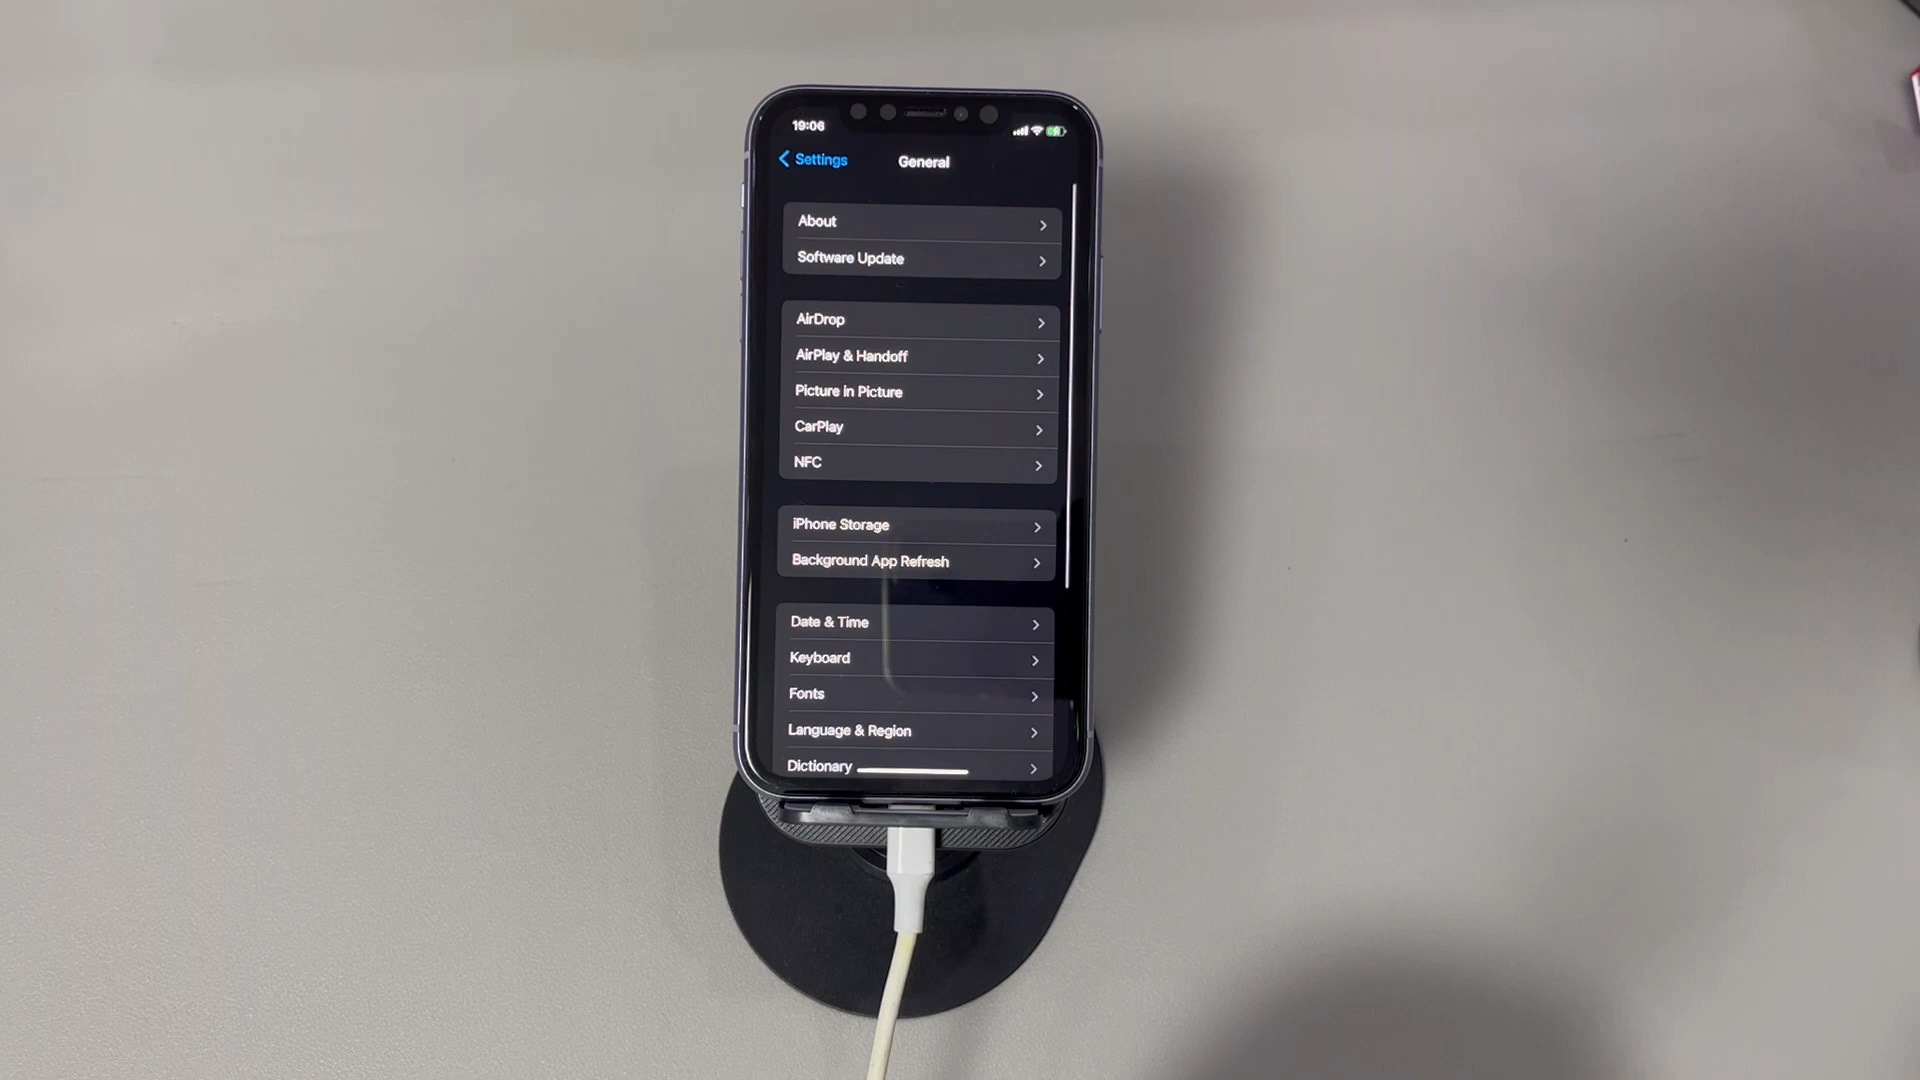 19:06
Settings
General
About
Software Update
AirDrop
AirPlay & Handoff
Picture in Picture
CarPlay
NFC
iPhone Storage
Background App Refresh
Date & Time
Keyboard
Fonts
Language & Region
Dictionary